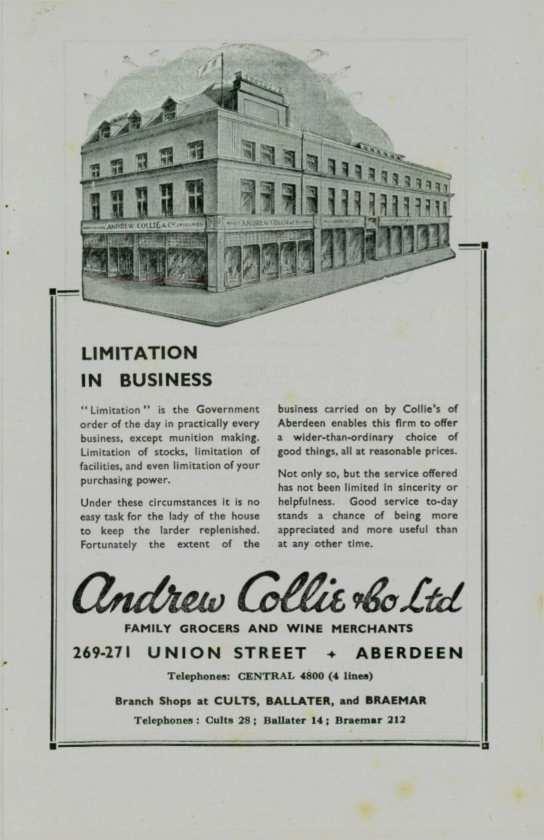 ANDREW COLLIE & Co
ANDREW COLLIE & Co
LIMITATION
IN BUSINESS
"Limitation" is the Government
order of the day in practically every
business, except munition making.
Limitation of stocks, limitation of
facilities, and even limitation of your
purchasing power.
Under these circumstances it is no
easy task for the lady of the house
to keep the larder replenished.
Fortunately the extent of the
business carried on by Collie's of
Aberdeen enables this firm to offer
a wider-than-ordinary choice of
good things, all at reasonable prices.
Not only so, but the service offered
has not been limited in sincerity or
helpfulness. Good service to-day
stands a chance of being more
appreciated and more useful than
at any other time.
Andrew Collie & Co Ltd
FAMILY GROCERS AND WINE MERCHANTS
269-271 UNION STREET + ABERDEEN
Telephones: CENTRAL 4800 (4 lines)
Branch Shops at CULTS, BALLATER, and BRAEMAR
Telephones: Cults 28; Ballater 14; Braemar 212